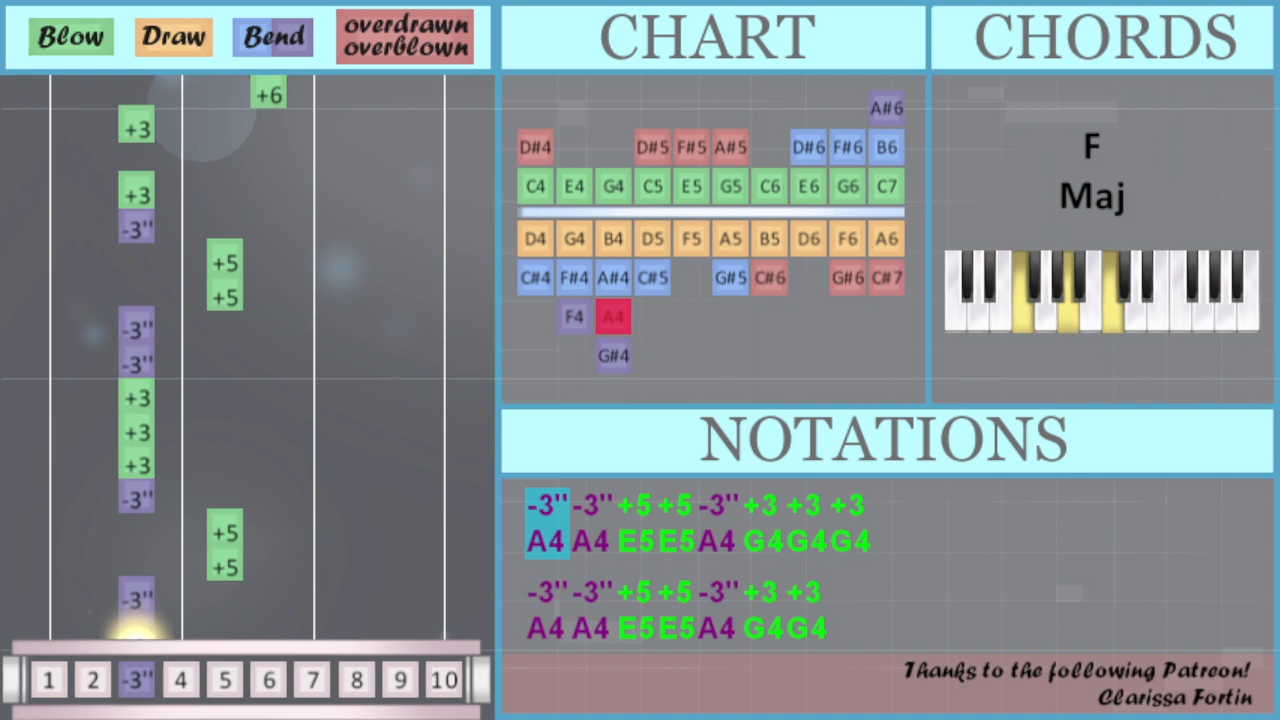 Blow Draw Bend overdrawn
overblown
CHART
CHORDS
+6
+3
+3
-3"
+5
+5
-3"
-3"
+3
+3
+3
-3"
+5
+5
-3"
1 2 -3" 4 5 6 7 8 9 10
A#6
D#4 D#5 F#5 A#5 D#6 F#6 B6
C4 E4 G4 C5 E5 G5 C6 E6 G6 C7
D4 G4 B4 D5 F5 A5 B5 D6 F6 A6
C#4 F#4 A#4 C#5 G#5 C#6 G#6 C#7
F4 A4
G#4
F
Maj
NOTATIONS
-3" -3" +5 +5 -3" +3 +3 +3
A4 A4 E5 E5 A4 G4 G4 G4
-3" -3" +5 +5 -3" +3 +3
A4 A4 E5 E5 A4 G4 G4
Thanks to the following Patreon!
Clarissa Fortin